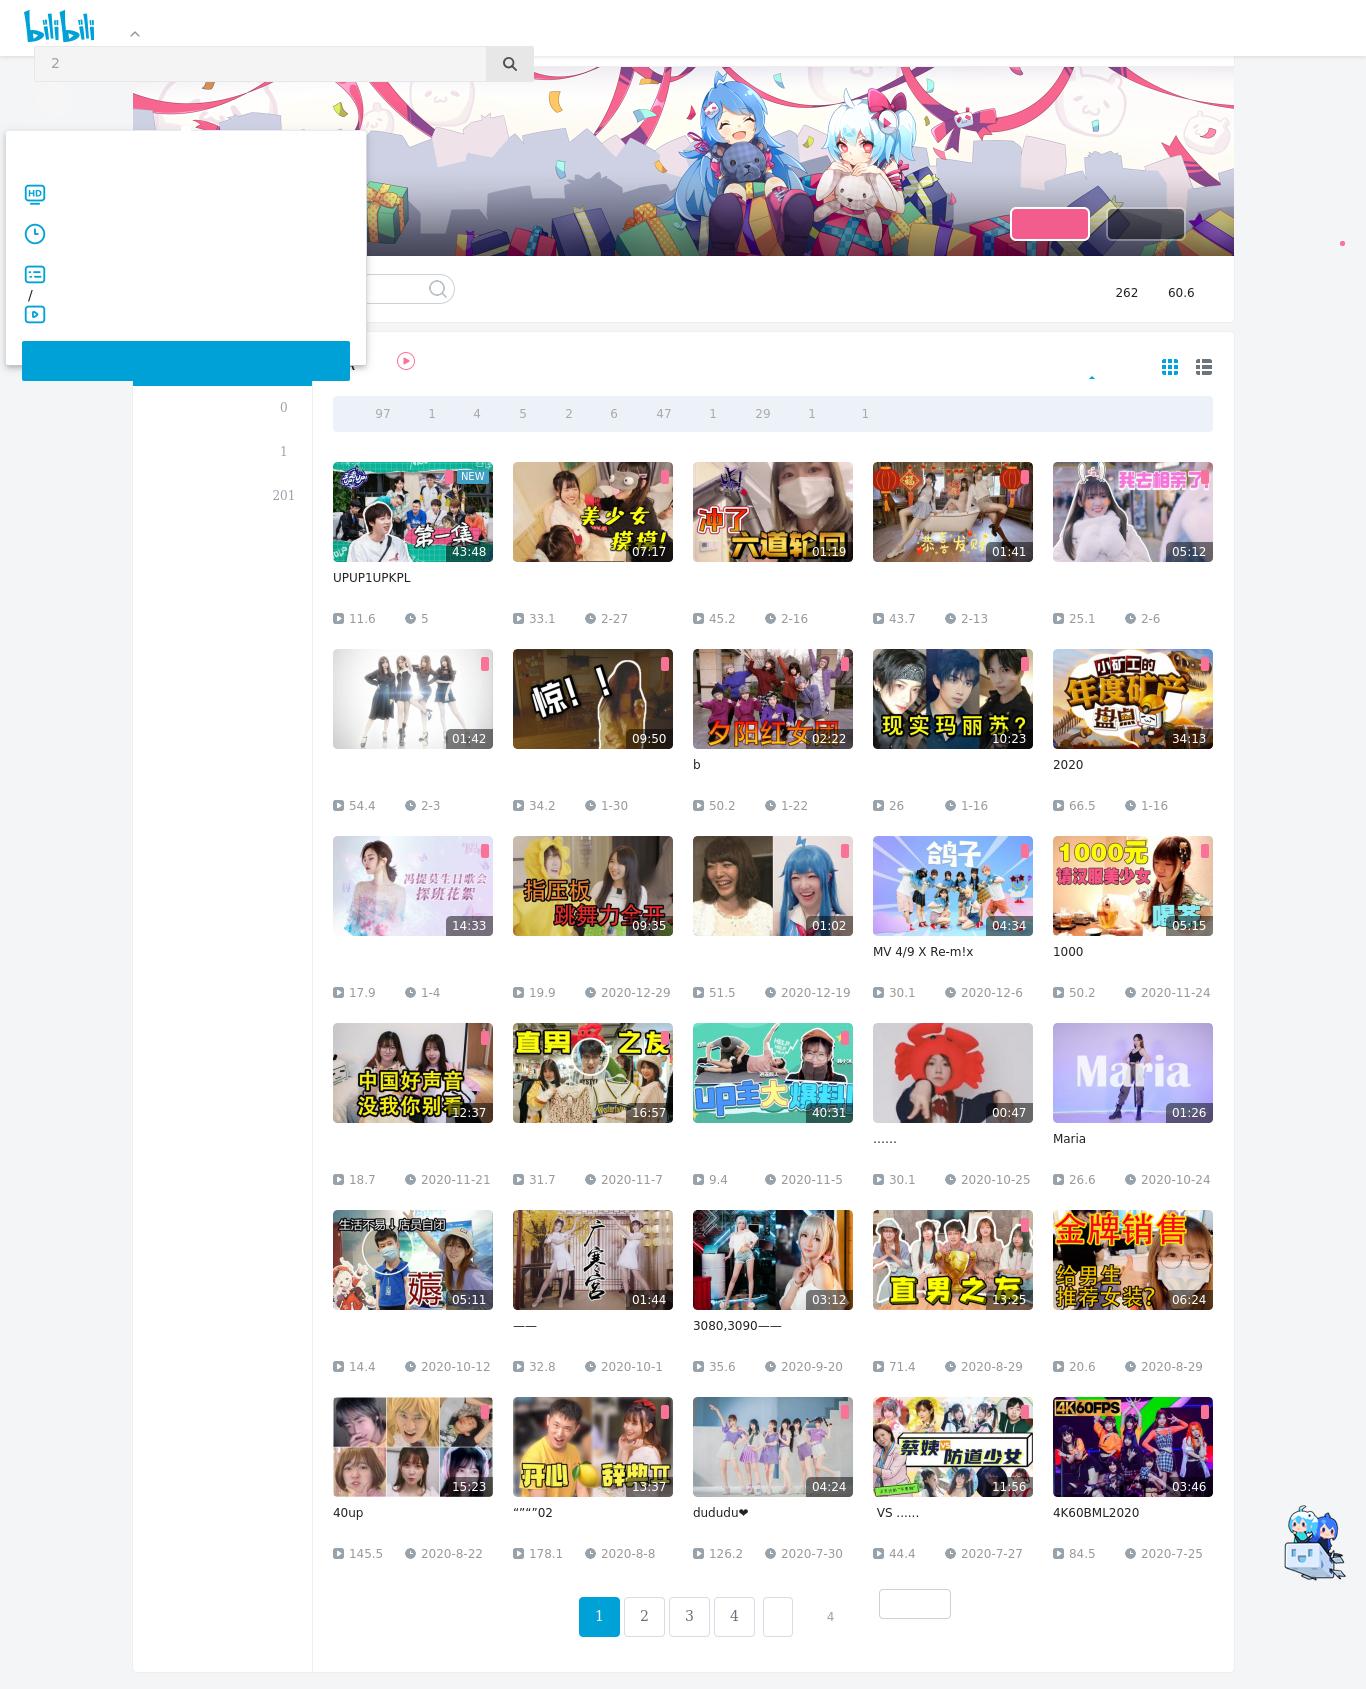 bilibili
2
HD
/
262 60.6
0
1
201
97 1 4 5 2 6 47 1 29 1 1
NEW
第一集
43:48
美少女
摸摸!
07:17
冲了
六道轮回
01:19
恭喜发财
01:41
我去相亲了
05:12
UPUP1UPKPL
11.6 5
33.1 2-27
45.2 2-16
43.7 2-13
25.1 2-6
01:42
惊!!
09:50
夕阳红女团
02:22
现实玛丽苏?
10:23
小矿工的
年度矿产
盘点
34:13
b
2020
54.4 2-3
34.2 1-30
50.2 1-22
26 1-16
66.5 1-16
冯提莫生日歌会
探班花絮
14:33
指压板
跳舞力全开
09:35
01:02
鸽子
04:34
1000元
请汉服美少女
喝茶
05:15
MV 4/9 X Re-m!x
1000
17.9 1-4
19.9 2020-12-29
51.5 2020-12-19
30.1 2020-12-6
50.2 2020-11-24
中国好声音
没我你别看
12:37
直男之友
16:57
up主大爆料
40:31
00:47
Maria
01:26
……
Maria
18.7 2020-11-21
31.7 2020-11-7
9.4 2020-11-5
30.1 2020-10-25
26.6 2020-10-24
生活不易↓店员自闭
薅
05:11
广寒宫
01:44
03:12
直男之友
13:25
金牌销售
给男生
推荐女装?
06:24
——
3080,3090——
14.4 2020-10-12
32.8 2020-10-1
35.6 2020-9-20
71.4 2020-8-29
20.6 2020-8-29
15:23
开心
13:37
04:24
蔡姨
VS
防道少女
11:56
4K60FPS
03:46
40up
“”“”02
dududu❤
VS ……
4K60BML2020
145.5 2020-8-22
178.1 2020-8-8
126.2 2020-7-30
44.4 2020-7-27
84.5 2020-7-25
1 2 3 4 4